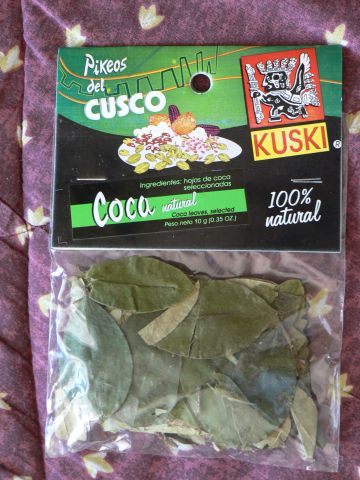 Pikeos
del
CUSCO
KUSKI
®
Ingredientes: hojas de coca
seleccionadas
Coca natural
Coca leaves, selected
Peso neto 10 g (0.35 OZ.)
100%
natural